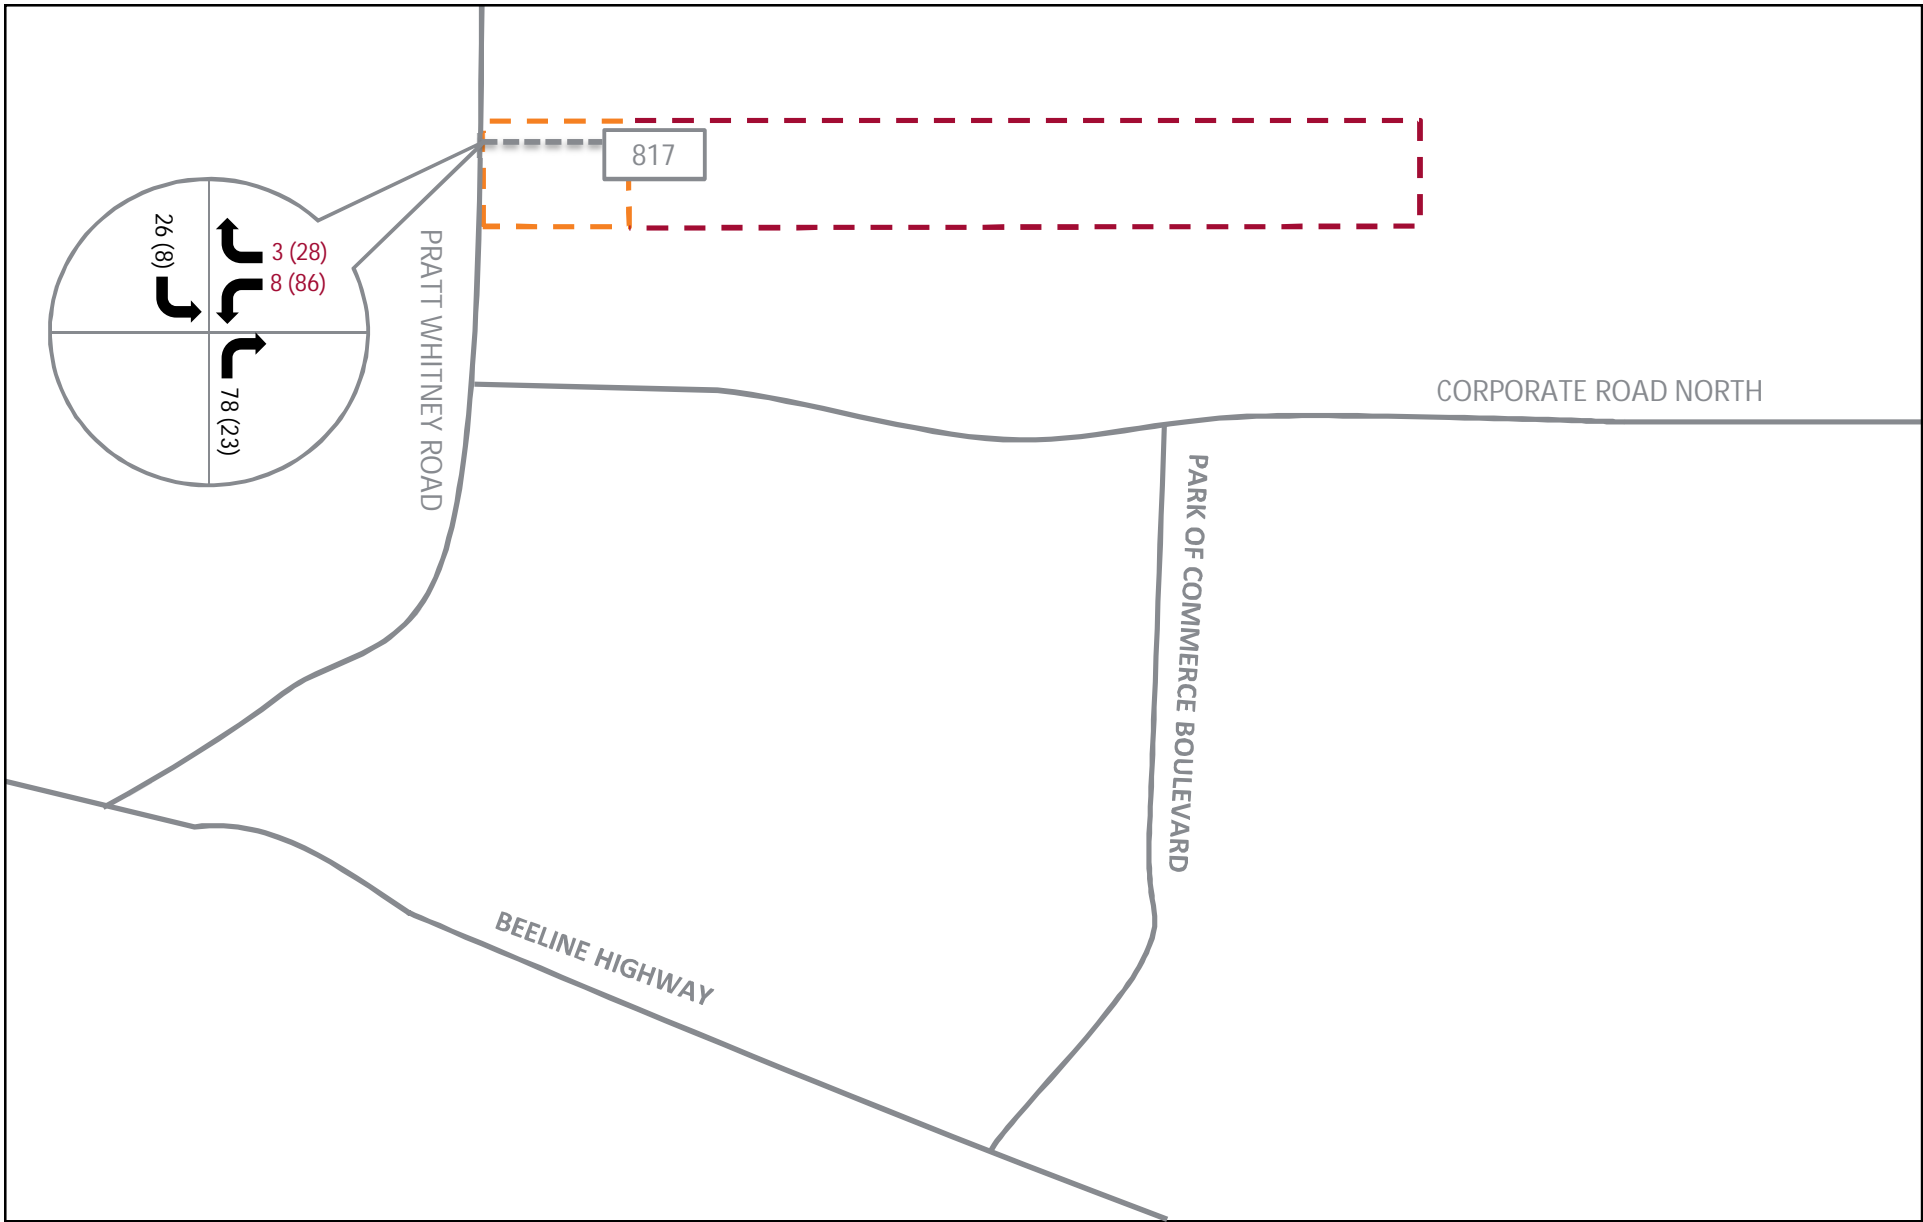 817
26 (8)
3 (28)
8 (86)
78 (23)
PRATT WHITNEY ROAD
CORPORATE ROAD NORTH
PARK OF COMMERCE BOULEVARD
BEELINE HIGHWAY